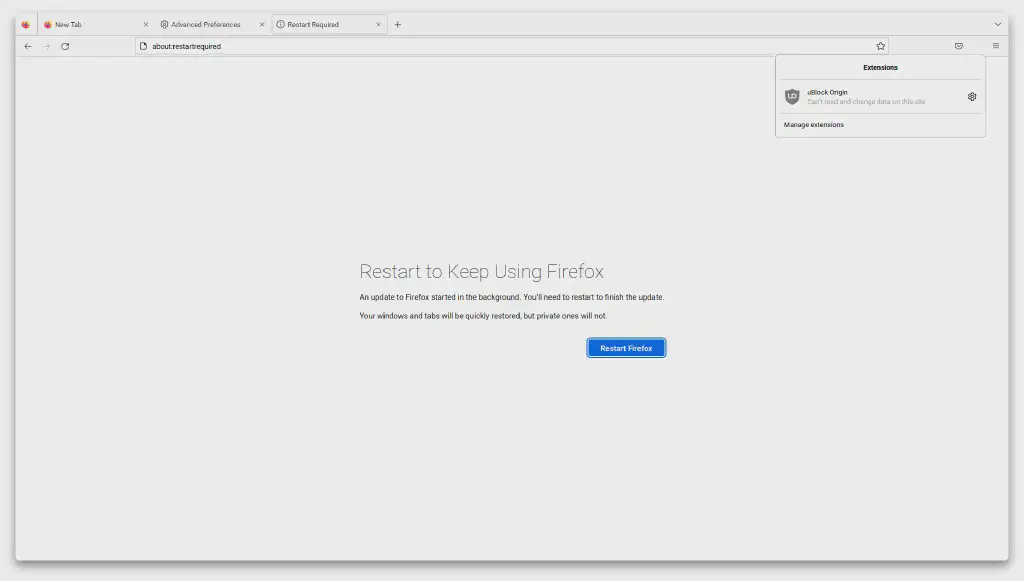 New Tab
Advanced Preferences
Restart Required
about:restartrequired
Extensions
uBlock Origin
Can't read and change data on this site
Manage extensions
Restart to Keep Using Firefox
An update to Firefox started in the background. You'll need to restart to finish the update.
Your windows and tabs will be quickly restored, but private ones will not.
Restart Firefox